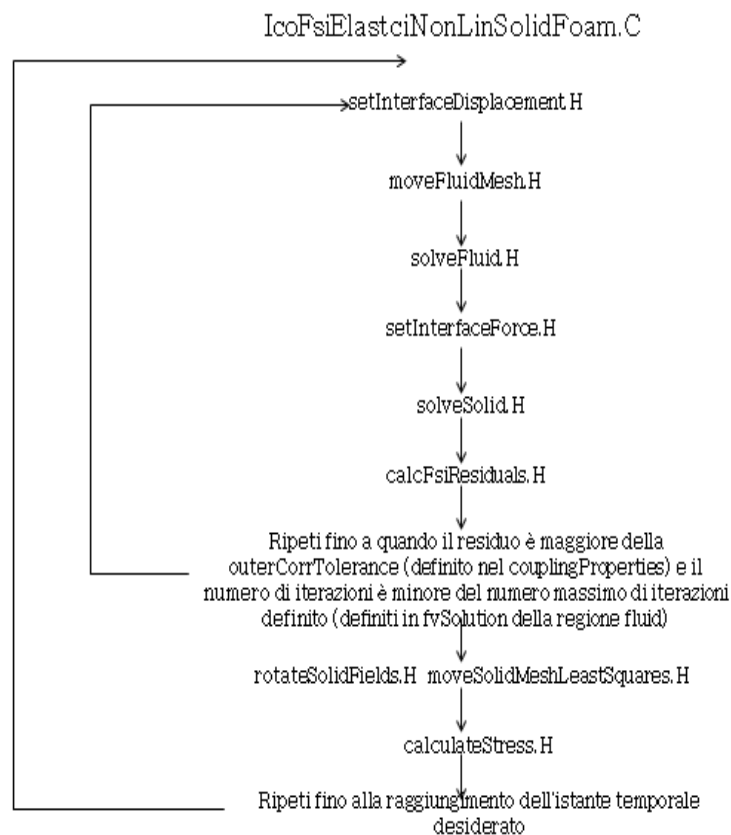 IcoFsiElastciNonLinSolidFoam.C
setInterfaceDisplacement.H
moveFluidMesh.H
solveFluid.H
setInterfaceForce.H
solveSolid.H
calcFsiResiduals.H
Ripeti fino a quando il residuo è maggiore della
outerCorrTolerance (definito nel couplingProperties) e il
numero di iterazioni è minore del numero massimo di iterazioni
definito (definiti in fvSolution della regione fluid)
rotateSolidFields.H moveSolidMeshLeastSquares.H
calculateStress.H
Ripeti fino alla raggiungimento dell'istante temporale
desiderato